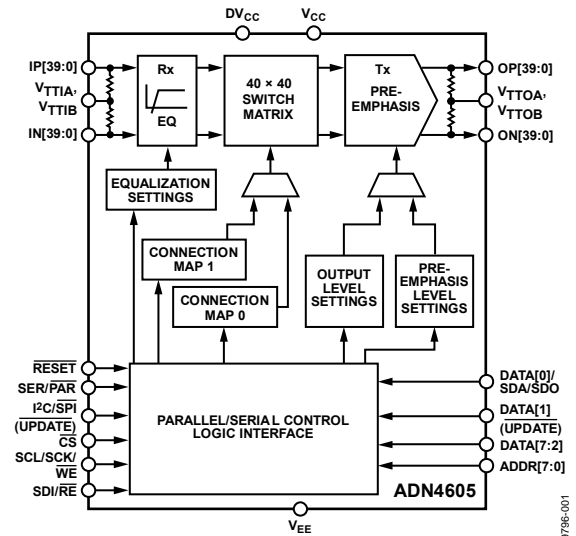 DVCC
VCC
IP[39:0]
VTTIA,
VTTIB
IN[39:0]
Rx
EQ
40 × 40
SWITCH
MATRIX
Tx
PRE-
EMPHASIS
OP[39:0]
VTTOA,
VTTOB
ON[39:0]
EQUALIZATION
SETTINGS
CONNECTION
MAP 1
CONNECTION
MAP 0
OUTPUT
LEVEL
SETTINGS
PRE-
EMPHASIS
LEVEL
SETTINGS
RESET
SER/PAR
I2C/SPI
(UPDATE)
CS
SCL/SCK/
WE
SDI/RE
PARALLEL/SERIAL CONTROL
LOGIC INTERFACE
DATA[0]/
SDA/SDO
DATA[1]
(UPDATE)
DATA[7:2]
ADDR[7:0]
ADN4605
VEE